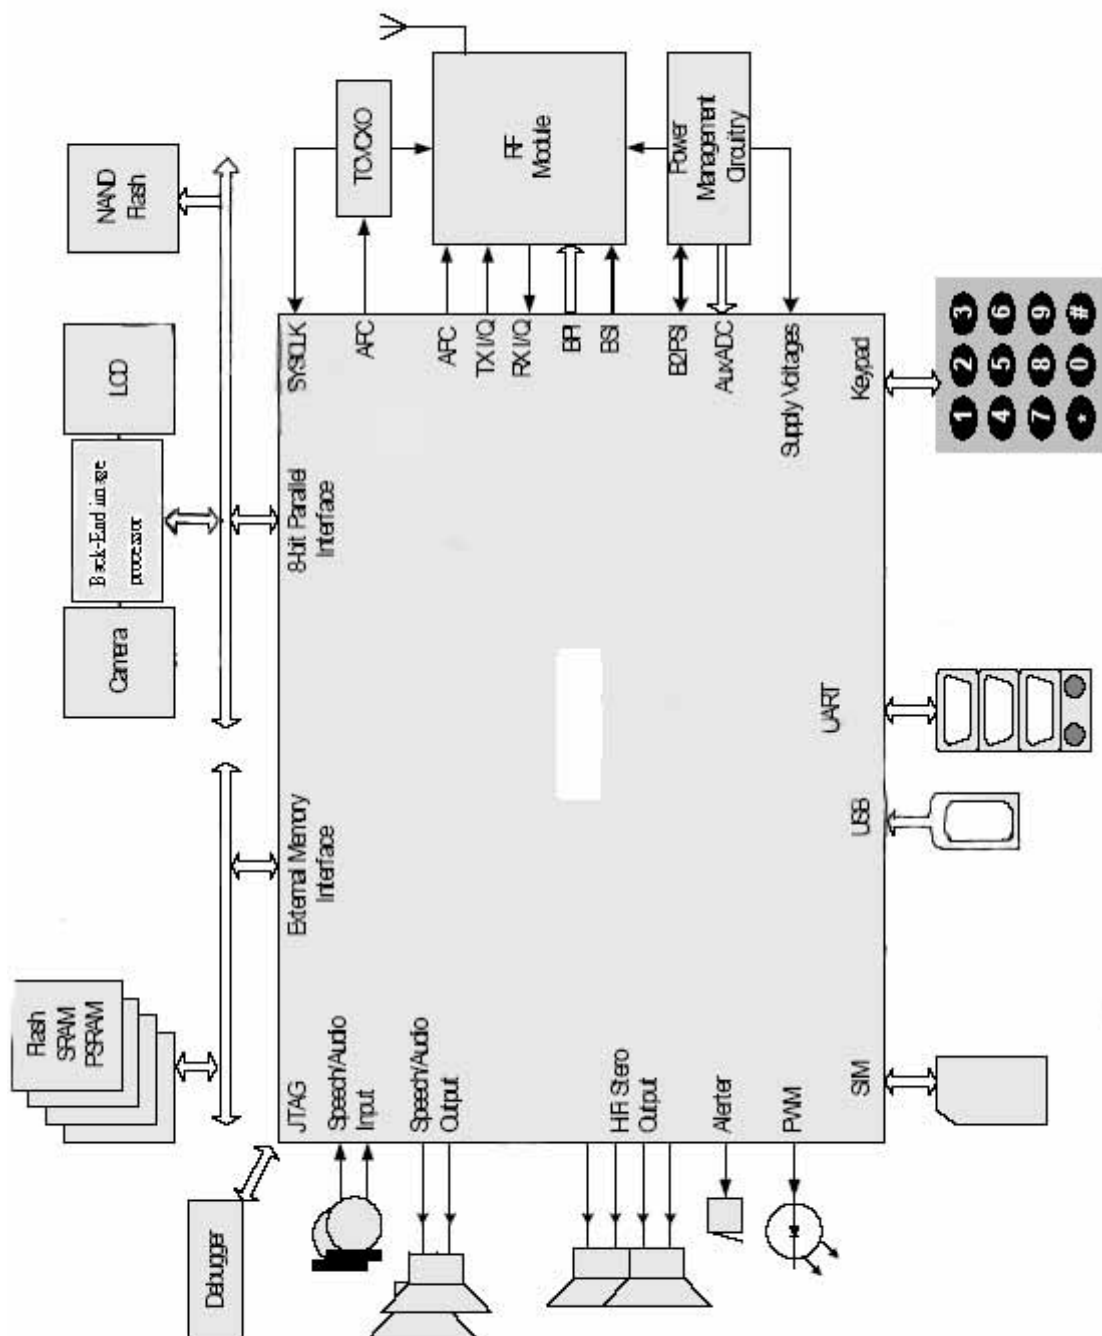 TCVCXO
RF
Module
Power
Management
Circuitry
NAND
Flash
LCD
Back-End image
processor
Camera
SYSCLK
AFC
AFC
TX I/Q
RX I/Q
BPI
BSI
B2PSI
AuxADC
Supply Voltages
Keypad
1 2 3
4 5 6
7 8 9
* 0 #
8-bit Parallel
Interface
UART
USB
External Memory
Interface
Flash
SRAM
PSRAM
JTAG
Speech/Audio
Input
Speech/Audio
Output
HiFi Stero
Output
Alerter
PWM
SIM
Debugger